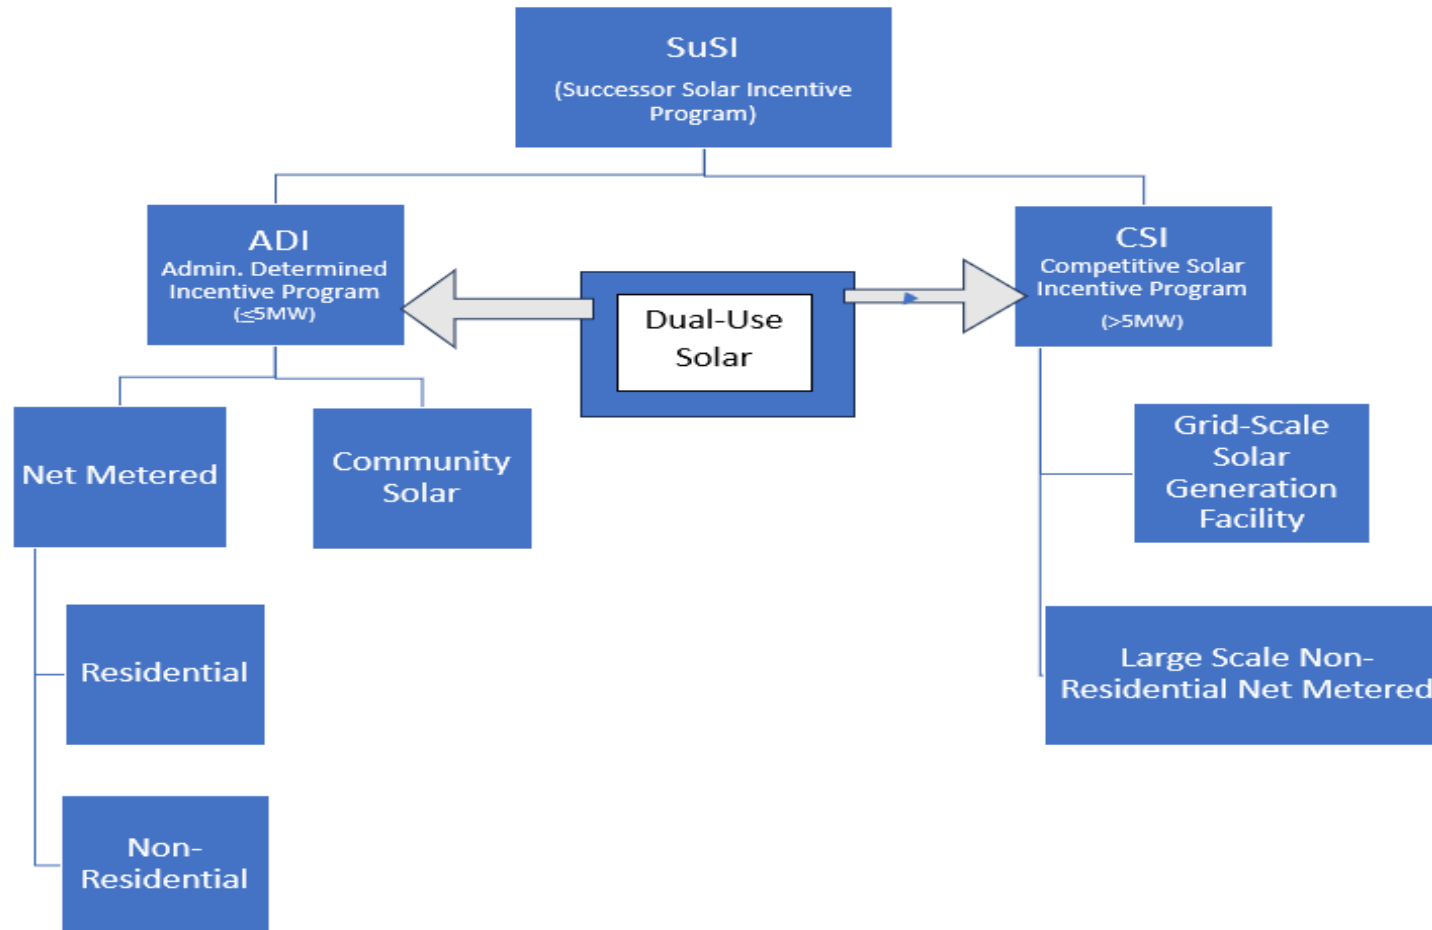 SuSI
(Successor Solar Incentive
Program)
ADI
Admin. Determined
Incentive Program
(≤5MW)
CSI
Competitive Solar
Incentive Program
(>5MW)
Dual-Use
Solar
Net Metered
Community
Solar
Grid-Scale
Solar
Generation
Facility
Residential
Large Scale Non-
Residential Net Metered
Non-
Residential